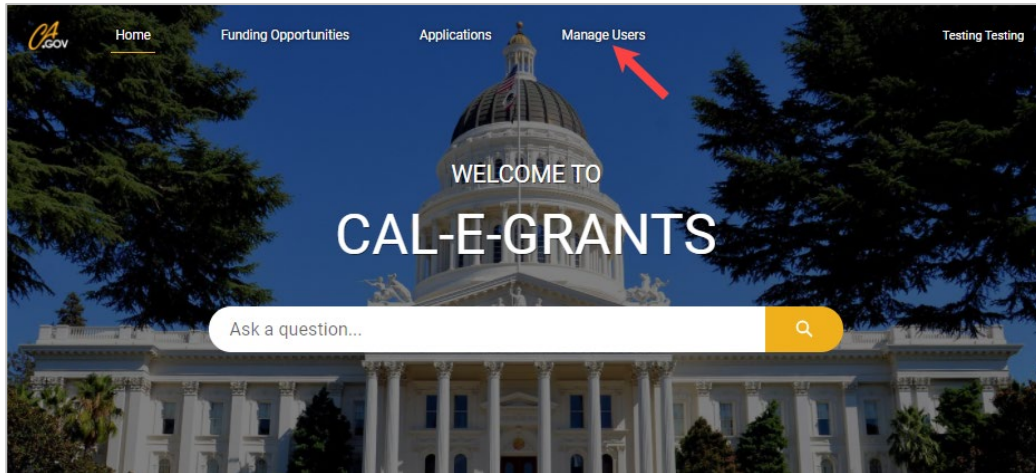 CA
.GOV
Home
Funding Opportunities
Applications
Manage Users
Testing Testing
WELCOME TO
CAL-E-GRANTS
Ask a question...